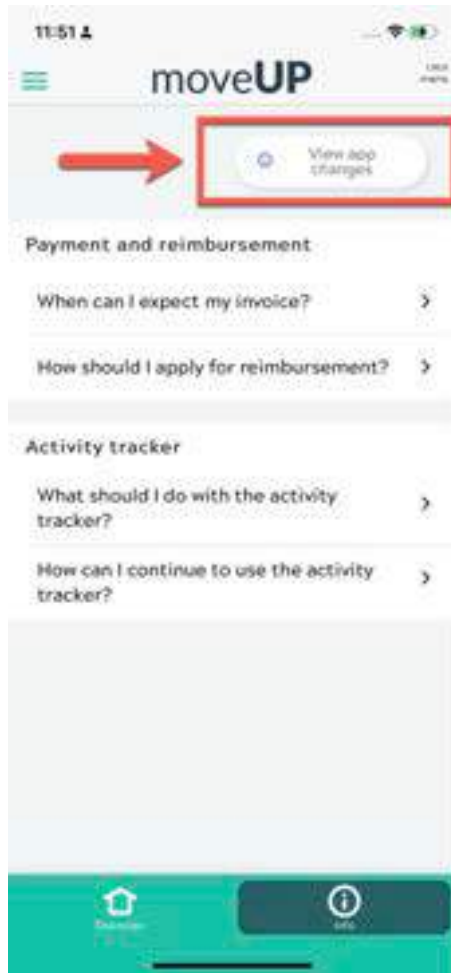 11:51
moveUP
View app
changes
Payment and reimbursement
When can I expect my invoice?
How should I apply for reimbursement?
Activity tracker
What should I do with the activity
tracker?
How can I continue to use the activity
tracker?
Info